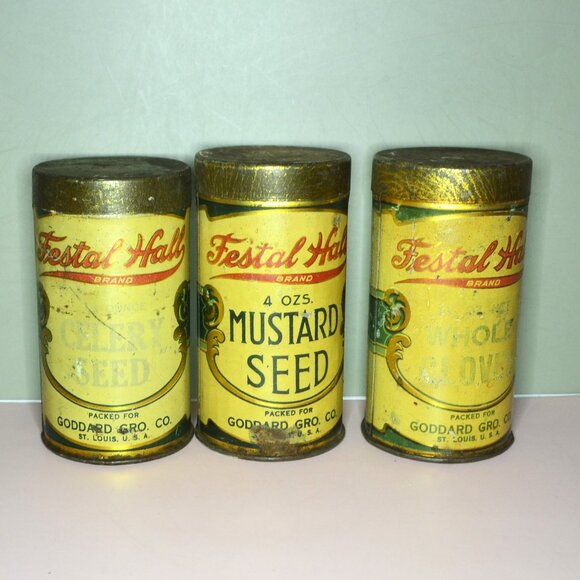 Festal Hall
BRAND
OUNCE
CELERY
SEED
PACKED FOR
GODDARD GRO. CO.
ST. LOUIS, U. S. A.
Festal Hall
BRAND
4 OZS.
MUSTARD
SEED
PACKED FOR
GODDARD GRO. CO.
U. S. A.
Festal Hall
BRAND
WHOLE
CLOVES
PACKED FOR
GODDARD GRO. CO.
ST. LOUIS, U. S. A.